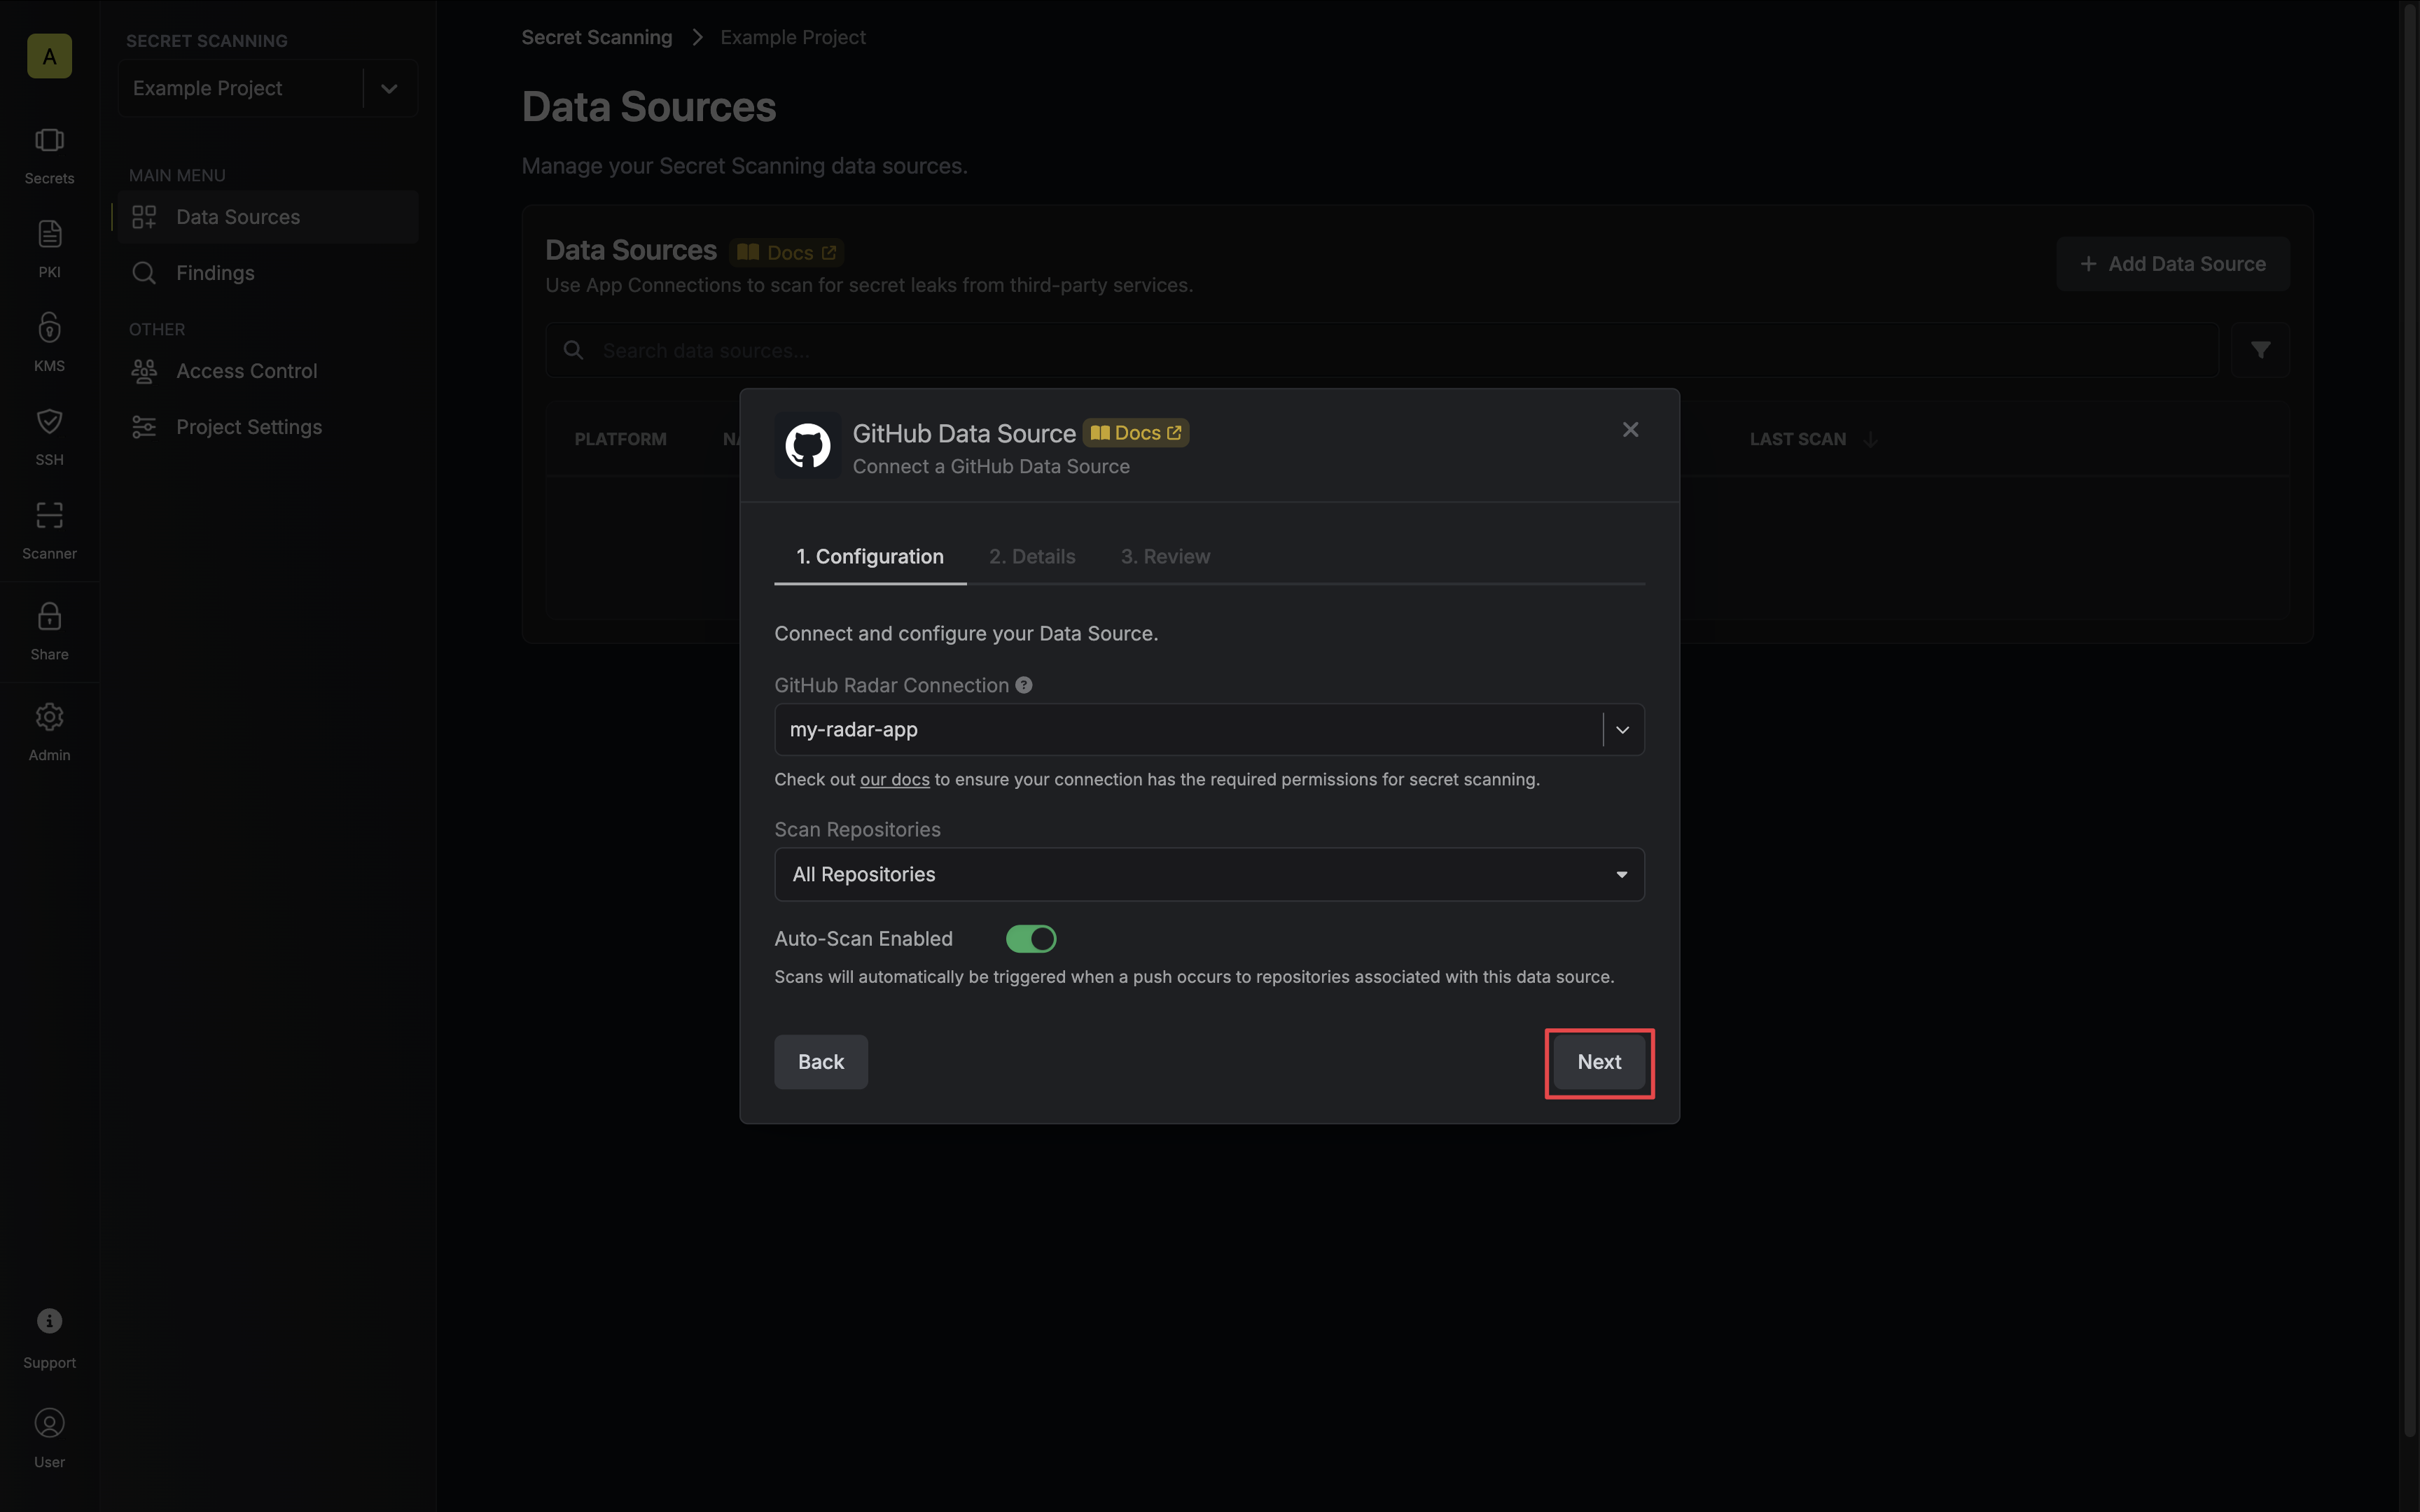 A
Secrets
PKI
KMS
SSH
Scanner
Share
Admin
Support
User
SECRET SCANNING
Example Project
MAIN MENU
Data Sources
Findings
OTHER
Access Control
Project Settings
Secret Scanning
Example Project
Data Sources
Manage your Secret Scanning data sources.
Data Sources Docs
Use App Connections to scan for secret leaks from third-party services.
+ Add Data Source
Search data sources...
PLATFORM
LAST SCAN
GitHub Data Source Docs
Connect a GitHub Data Source
1. Configuration 2. Details 3. Review
Connect and configure your Data Source.
GitHub Radar Connection
my-radar-app
Check out our docs to ensure your connection has the required permissions for secret scanning.
Scan Repositories
All Repositories
Auto-Scan Enabled
Scans will automatically be triggered when a push occurs to repositories associated with this data source.
Back
Next